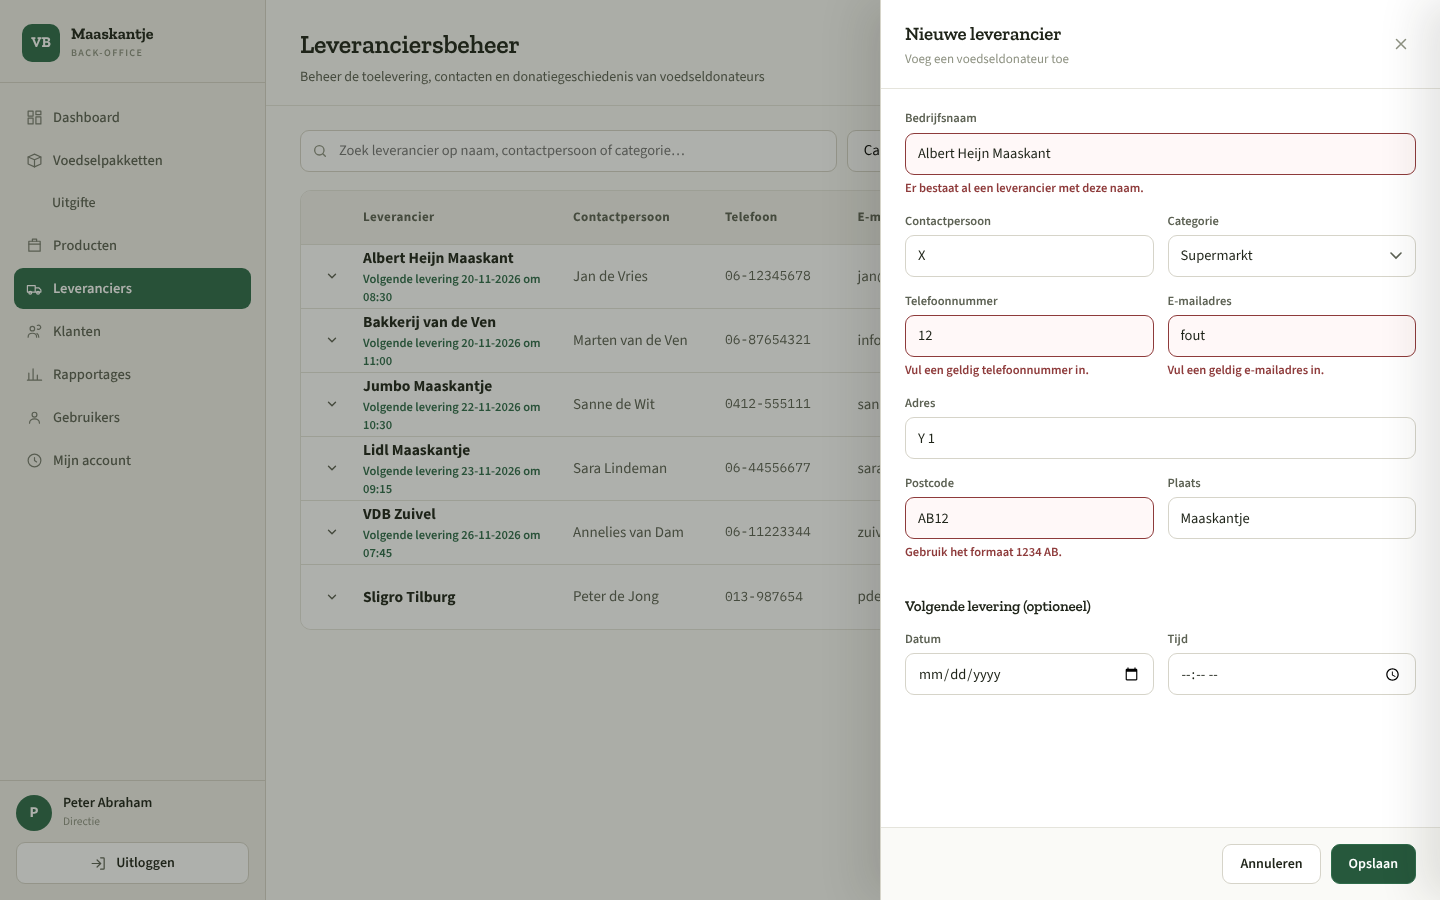 VB
Maaskantje
BACK-OFFICE
Dashboard
Voedselpakketten
Uitgifte
Producten
Leveranciers
Klanten
Rapportages
Gebruikers
Mijn account
P
Peter Abraham
Directie
Uitloggen
Leveranciersbeheer
Beheer de toelevering, contacten en donatiegeschiedenis van voedseldonateurs
Zoek leverancier op naam, contactpersoon of categorie…
Ca
Leverancier Contactpersoon Telefoon E-m
Albert Heijn Maaskant
Volgende levering 20-11-2026 om
08:30
Jan de Vries 06-12345678 jan@
Bakkerij van de Ven
Volgende levering 20-11-2026 om
11:00
Marten van de Ven 06-87654321 info
Jumbo Maaskantje
Volgende levering 22-11-2026 om
10:30
Sanne de Wit 0412-555111 san
Lidl Maaskantje
Volgende levering 23-11-2026 om
09:15
Sara Lindeman 06-44556677 sara
VDB Zuivel
Volgende levering 26-11-2026 om
07:45
Annelies van Dam 06-11223344 zuiv
Sligro Tilburg Peter de Jong 013-987654 pde
Nieuwe leverancier
Voeg een voedseldonateur toe
Bedrijfsnaam
Albert Heijn Maaskant
Er bestaat al een leverancier met deze naam.
Contactpersoon Categorie
X Supermarkt
Telefoonnummer E-mailadres
12 fout
Vul een geldig telefoonnummer in. Vul een geldig e-mailadres in.
Adres
Y 1
Postcode Plaats
AB12 Maaskantje
Gebruik het formaat 1234 AB.
Volgende levering (optioneel)
Datum Tijd
mm/dd/yyyy --:-- --
Annuleren Opslaan